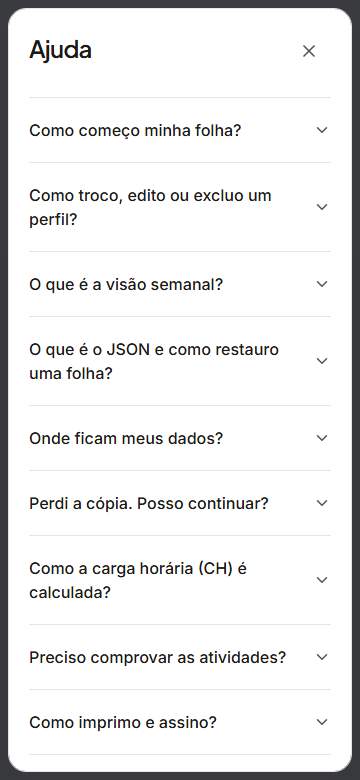 Ajuda
Como começo minha folha?
Como troco, edito ou excluo um
perfil?
O que é a visão semanal?
O que é o JSON e como restauro
uma folha?
Onde ficam meus dados?
Perdi a cópia. Posso continuar?
Como a carga horária (CH) é
calculada?
Preciso comprovar as atividades?
Como imprimo e assino?